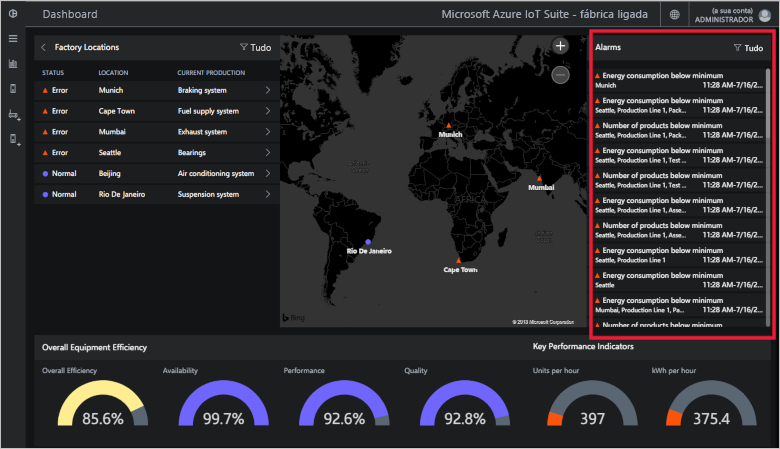 Dashboard
Microsoft Azure IoT Suite - fábrica ligada
(a sua conta)
ADMINISTRADOR
Factory Locations
Tudo
STATUS LOCATION CURRENT PRODUCTION
Error Munich Braking system
Error Cape Town Fuel supply system
Error Mumbai Exhaust system
Error Seattle Bearings
Normal Beijing Air conditioning system
Normal Rio De Janeiro Suspension system
Munich
AFRICA
Mumbai
Rio De Janeiro
Cape Town
Bing
© 2018 Microsoft Corporation
Alarms
Tudo
Energy consumption below minimum
Munich 11:28 AM-7/16/2...
Energy consumption below minimum
Seattle, Production Line 1, Pack... 11:28 AM-7/16/2...
Number of products below minimum
Seattle, Production Line 1, Pack... 11:28 AM-7/16/2...
Energy consumption below minimum
Seattle, Production Line 1, Test ... 11:28 AM-7/16/2...
Number of products below minimum
Seattle, Production Line 1, Test ... 11:28 AM-7/16/2...
Energy consumption below minimum
Seattle, Production Line 1, Asse... 11:28 AM-7/16/2...
Number of products below minimum
Seattle, Production Line 1, Asse... 11:28 AM-7/16/2...
Energy consumption below minimum
Seattle, Production Line 1 11:28 AM-7/16/2...
Energy consumption below minimum
Seattle 11:28 AM-7/16/2...
Energy consumption below minimum
Mumbai, Production Line 1, Pa... 11:28 AM-7/16/2...
Number of products below minimum
Overall Equipment Efficiency
Key Performance Indicators
Overall Efficiency Availability Performance Quality Units per hour kWh per hour
85.6% 99.7% 92.6% 92.8% 397 375.4